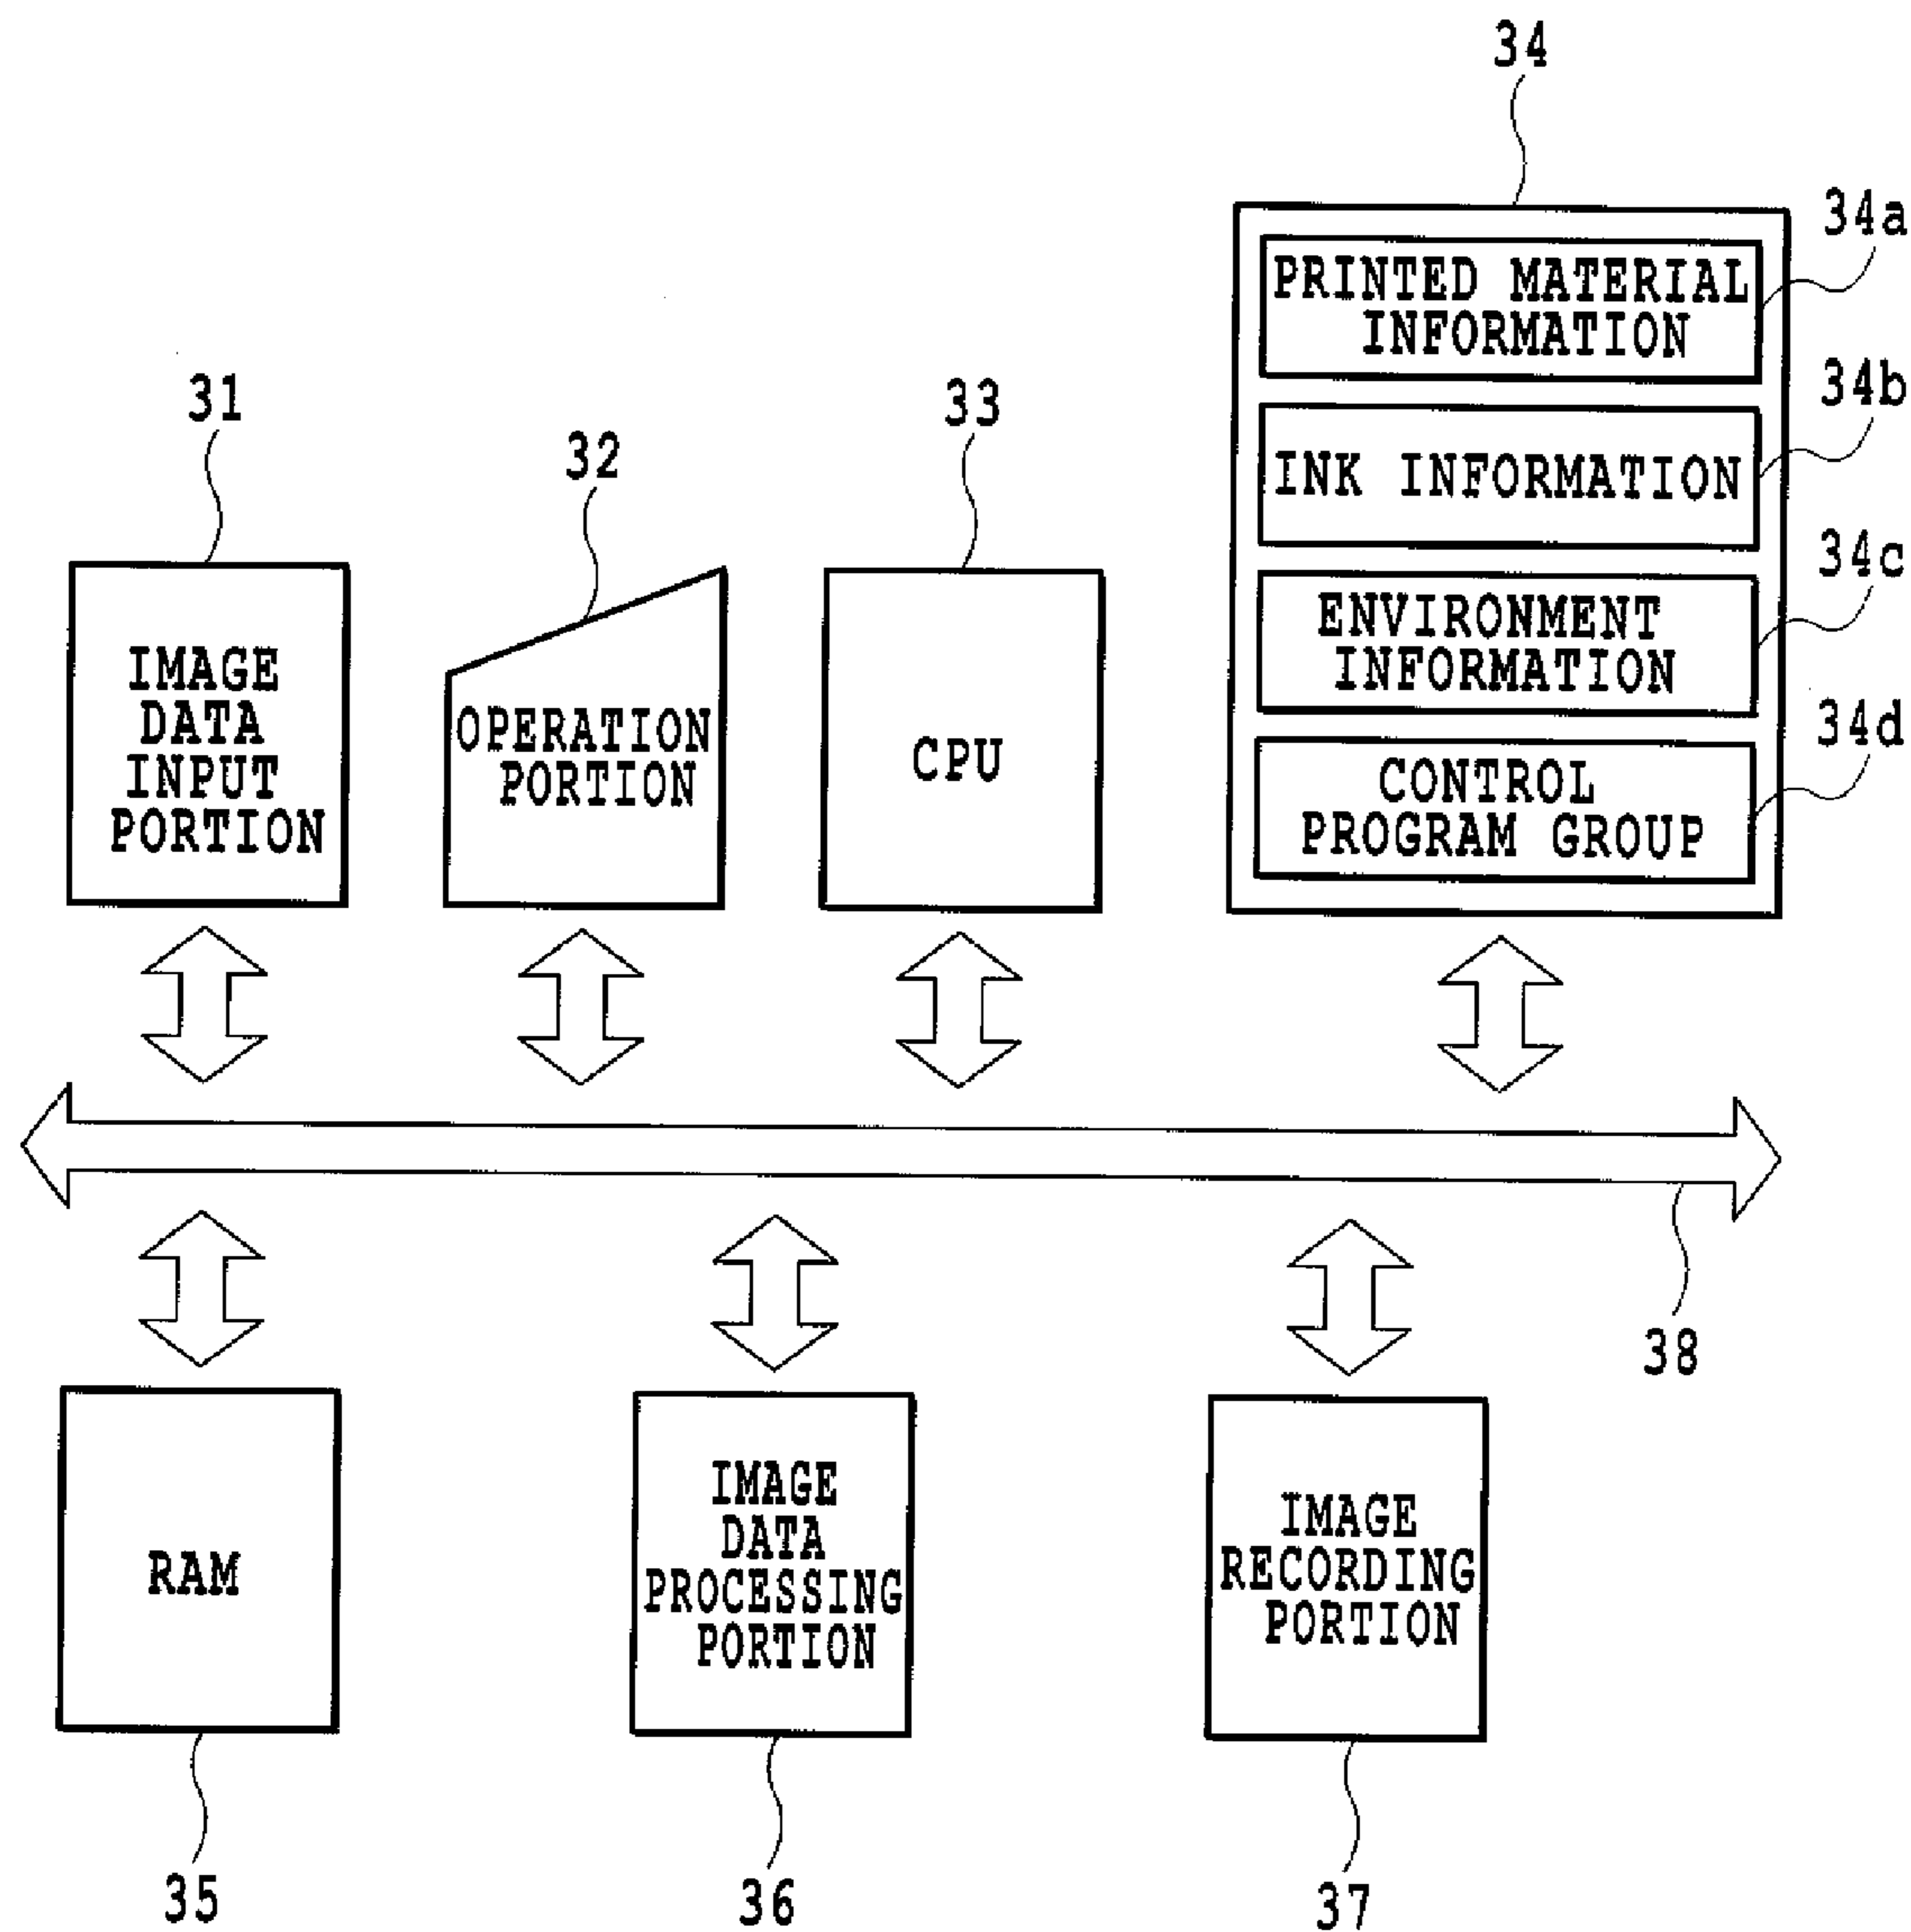 34
34a
PRINTED MATERIAL
INFORMATION
34b
INK INFORMATION
34c
ENVIRONMENT
INFORMATION
34d
CONTROL
PROGRAM GROUP
31
IMAGE
DATA
INPUT
PORTION
32
OPERATION
PORTION
33
CPU
38
RAM
35
IMAGE
DATA
PROCESSING
PORTION
36
IMAGE
RECORDING
PORTION
37